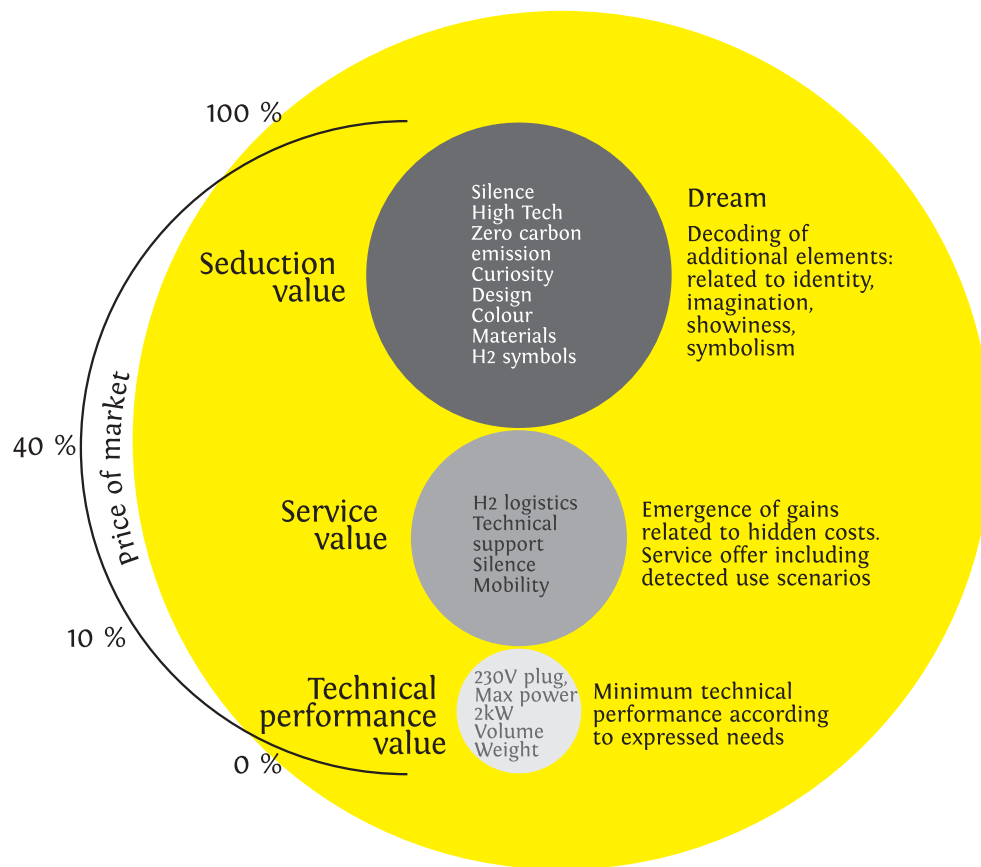 100 %
Silence
High Tech
Zero carbon
emission
Curiosity
Design
Colour
Materials
H2 symbols
Dream
Decoding of
additional elements:
related to identity,
imagination,
showiness,
symbolism
Seduction
value
Price of market
40 %
Service
value
H2 logistics
Technical
support
Silence
Mobility
Emergence of gains
related to hidden costs.
Service offer including
detected use scenarios
10 %
Technical
performance
value
230V plug,
Max power
2kW
Volume
Weight
Minimum technical
performance according
to expressed needs
0 %